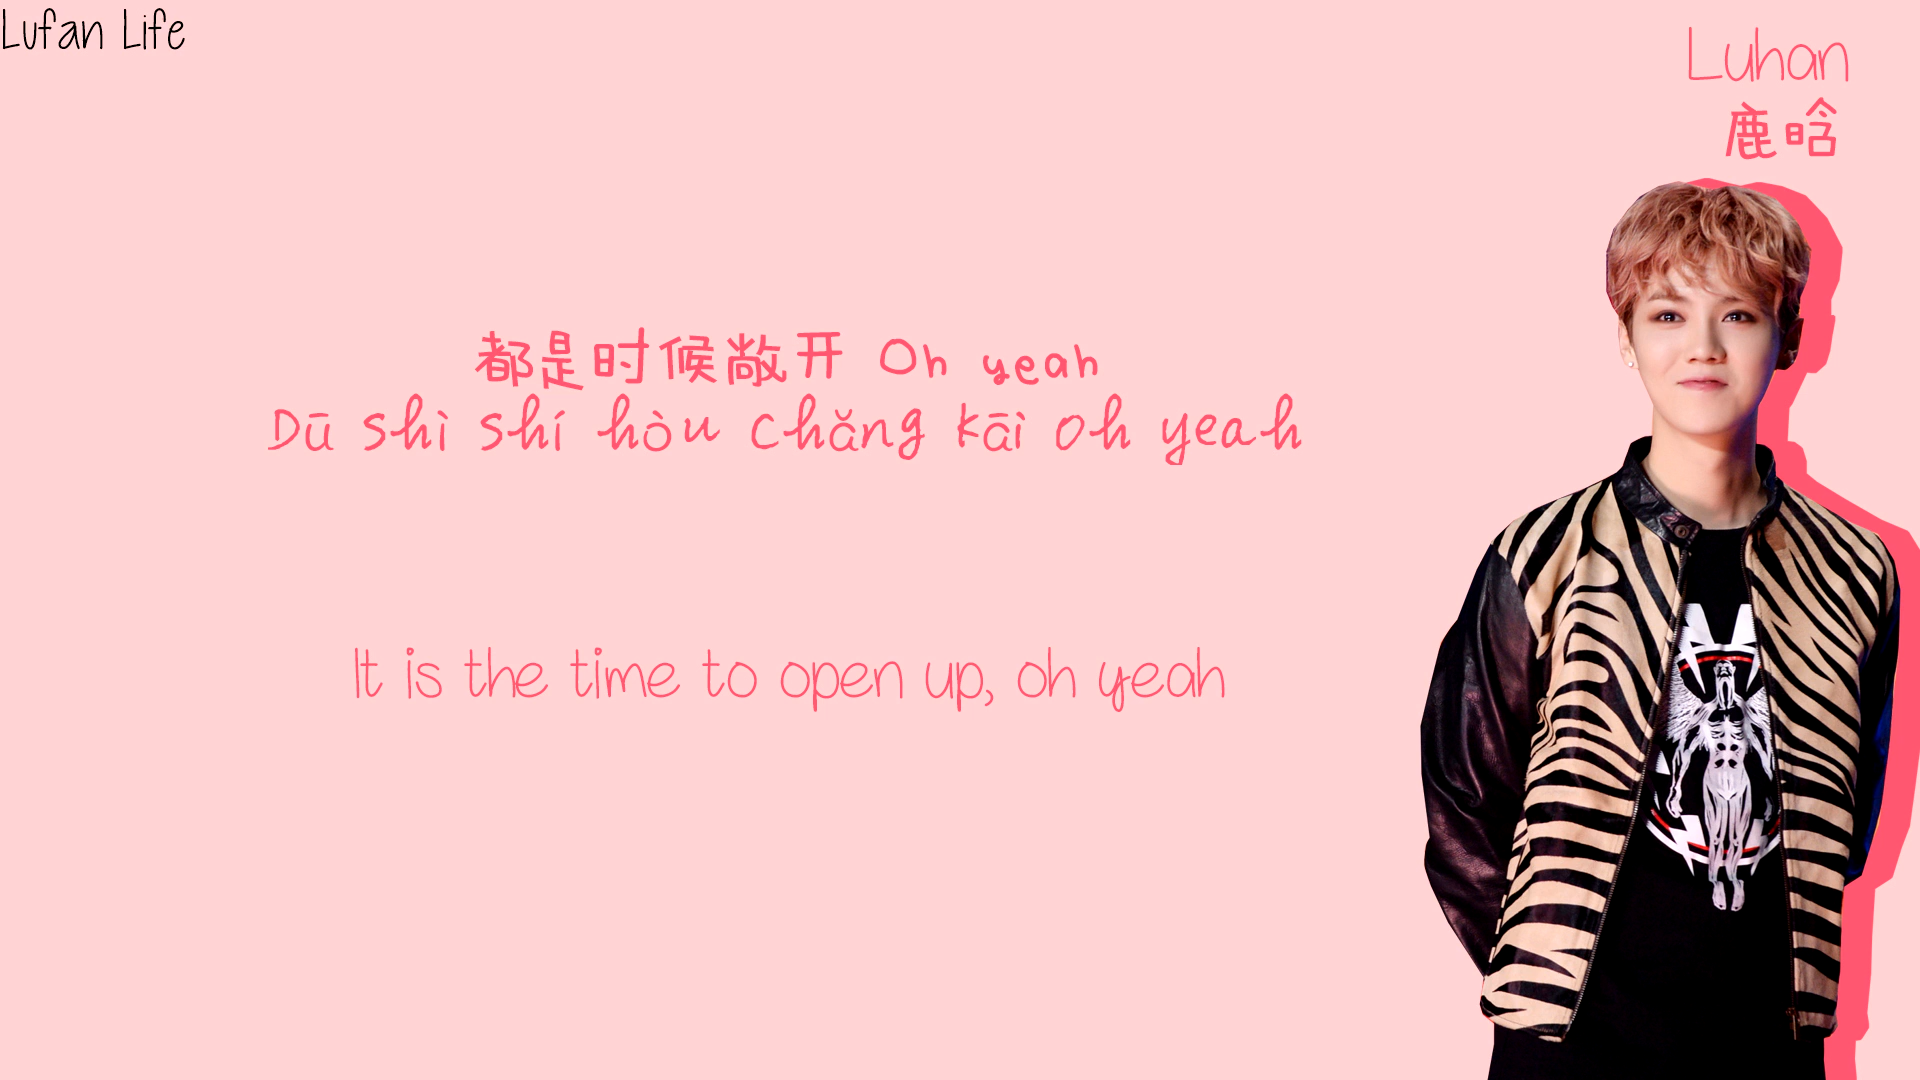 Lufan Life
Luhan
鹿晗
都是时候敞开 Oh yeah
Dū shì shí hòu chǎng kāi oh yeah
It is the time to open up, oh yeah